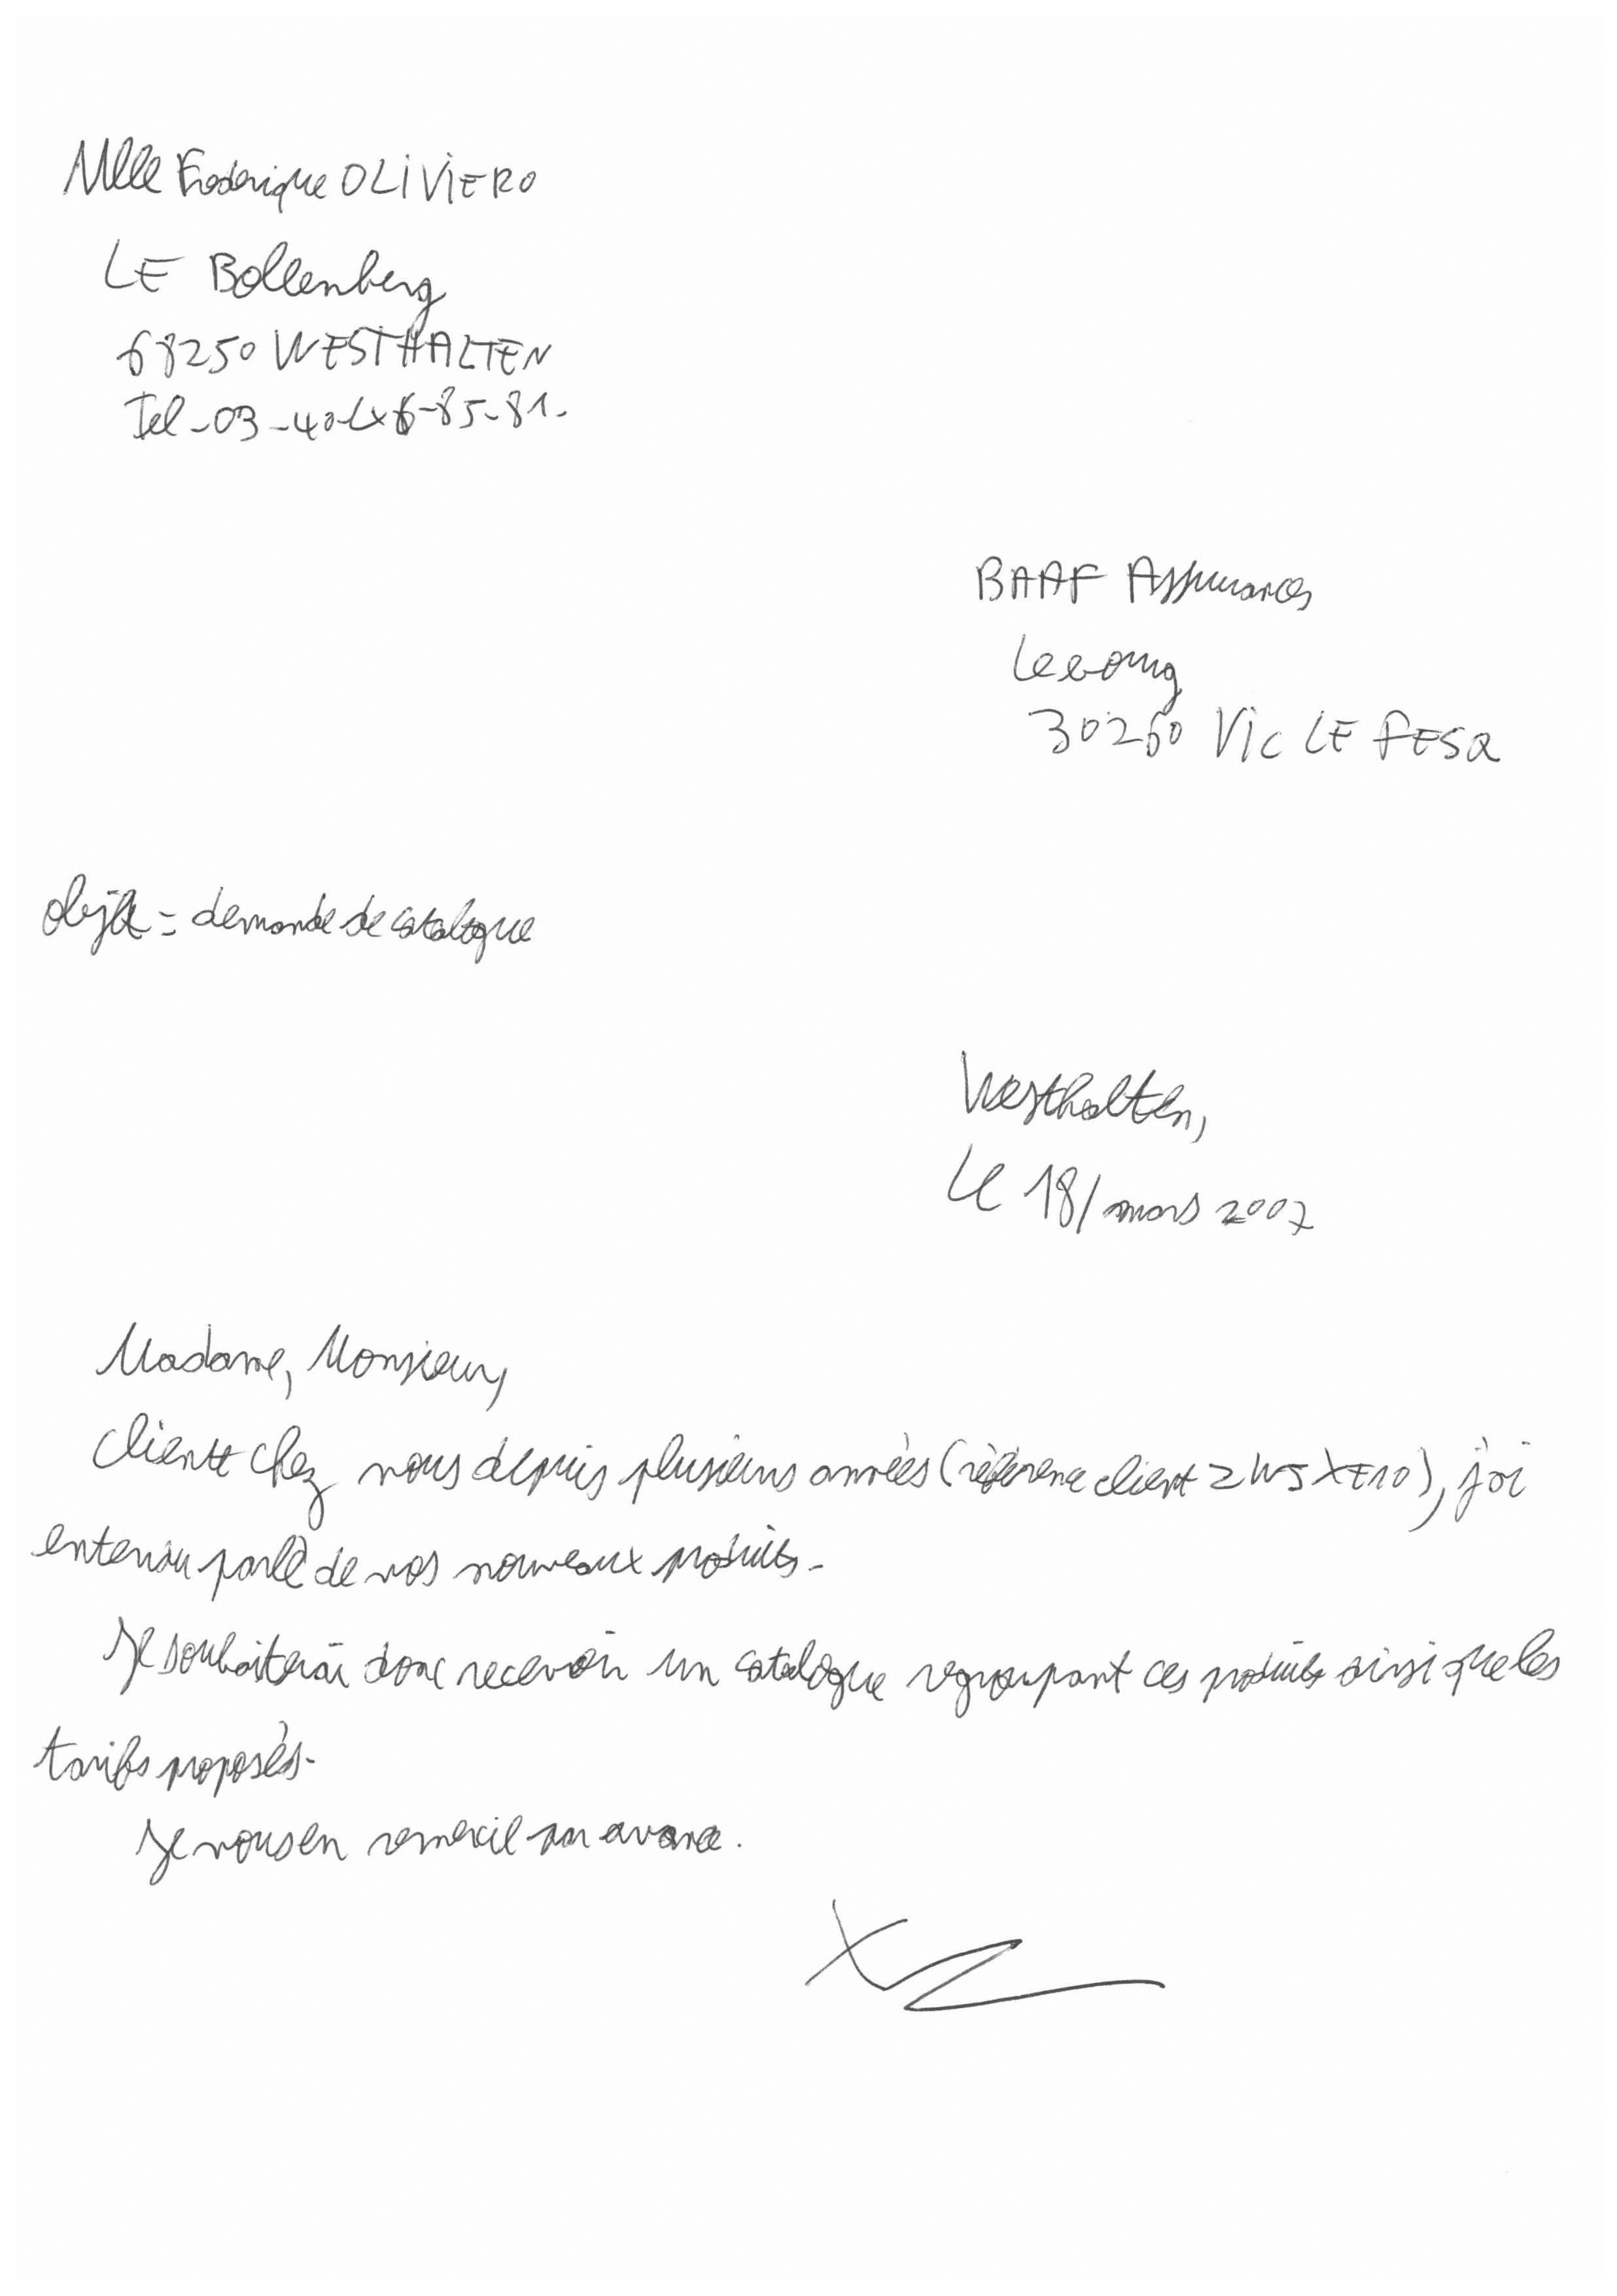 Mlle Frederique OLIVIERO
LE Bollenberg
68250 WESTHALTEN
Tel-03-40- -85-81.
BAAF Assurances
Le bourg
30260 Vic LE FESQ
objet = demande de catalogue
Westhalten,
Le 18/mars 2007
Madame, Monsieur,
cliente chez vous depuis plusieurs années (référence client ), j'ai
entendu parlé de vos nouveaux produits.
Je souhaiterai donc recevoir un catalogue regroupant ces produits ainsi que les
tarifs proposés.
Je vous en remercie par avance.